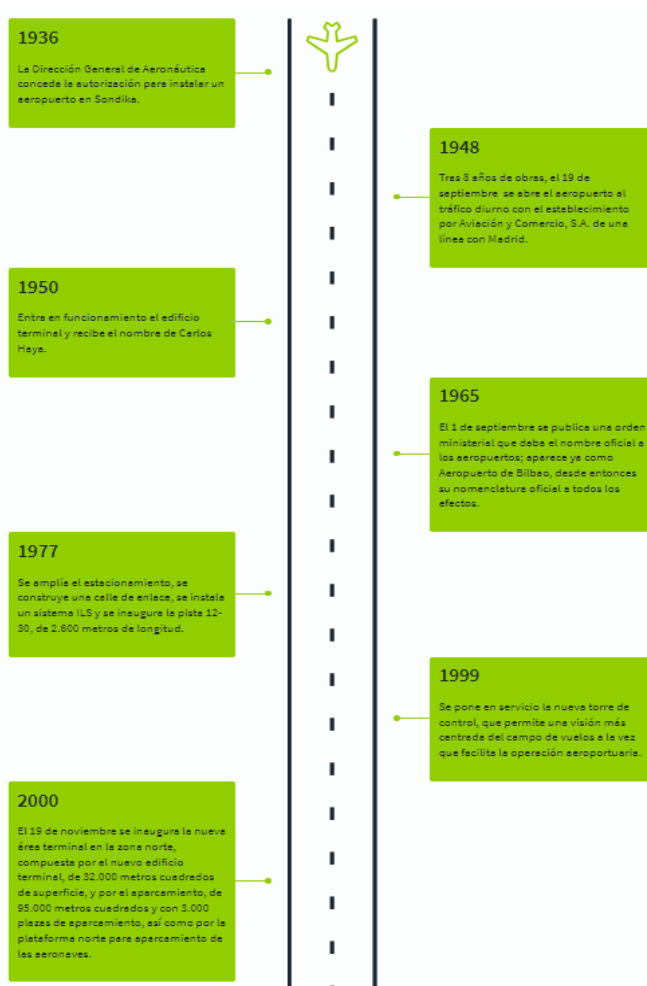 1936
La Dirección General de Aeronáutica
conceda la autorización para instalar un
aeropuerto en Sondika.
1948
Tras 8 años de obras, el 19 de
septiembre se abre el aeropuerto al
tráfico diurno con el establecimiento
por Aviación y Comercio, S.A. de una
línea con Madrid.
1950
Entra en funcionamiento el edificio
terminal y recibe el nombre de Carlos
Haya.
1965
El 1 de septiembre se publica una orden
ministerial que daba el nombre oficial a
los aeropuertos; aparece ya como
Aeropuerto de Bilbao, desde entonces
su nomenclatura oficial a todos los
efectos.
1977
Se amplía el estacionamiento, se
construye una calle de enlace, se instala
un sistema ILS y se inaugura la pista 12-
30, de 2.600 metros de longitud.
1999
Se pone en servicio la nueva torre de
control, que permite una visión más
centrada del campo de vuelos a la vez
que facilita la operación aeroportuaria.
2000
El 19 de noviembre se inaugura la nueva
área terminal en la zona norte,
compuesta por el nuevo edificio
terminal, de 32.000 metros cuadrados
de superficie, y por el aparcamiento, de
95.000 metros cuadrados y con 3.000
plazas de aparcamiento, así como por la
plataforma norte para aparcamiento de
las aeronaves.